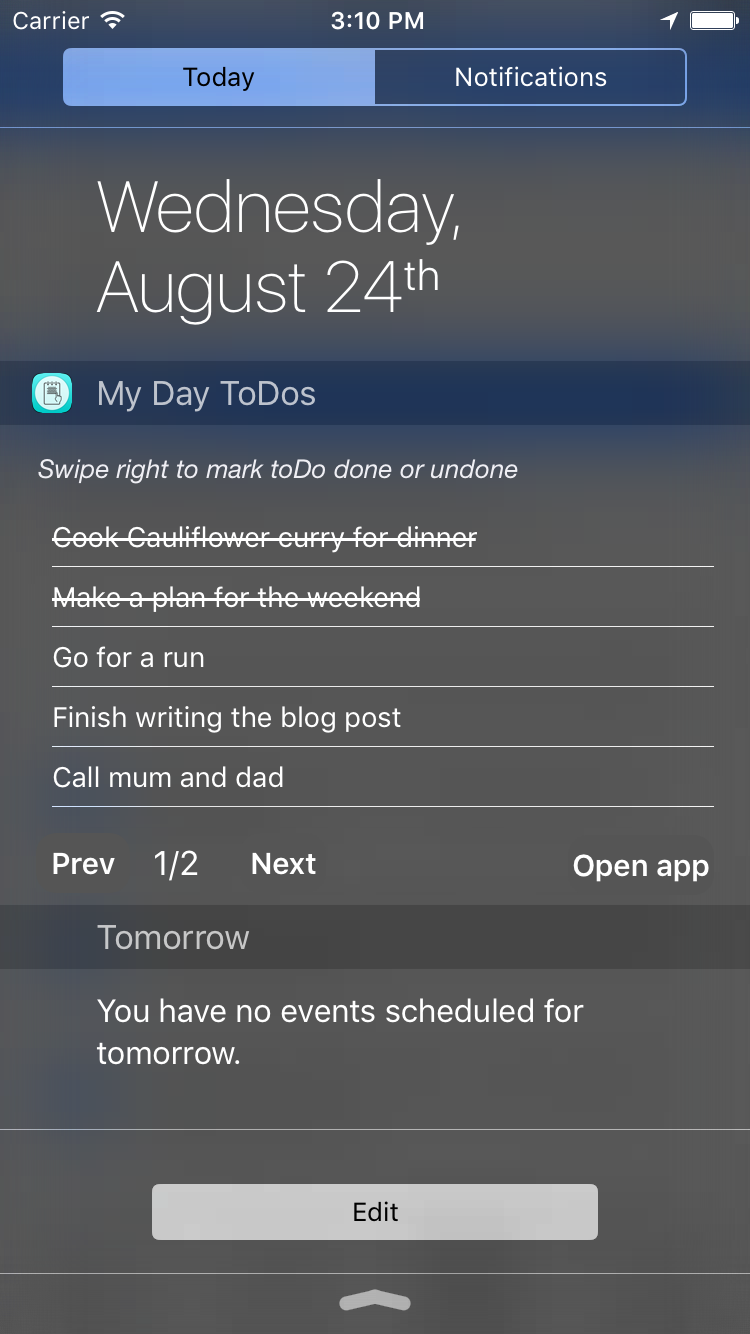 Carrier 3:10 PM
Today Notifications
Wednesday,
August 24th
My Day ToDos
Swipe right to mark toDo done or undone
Cook Cauliflower curry for dinner
Make a plan for the weekend
Go for a run
Finish writing the blog post
Call mum and dad
Prev 1/2 Next Open app
Tomorrow
You have no events scheduled for
tomorrow.
Edit